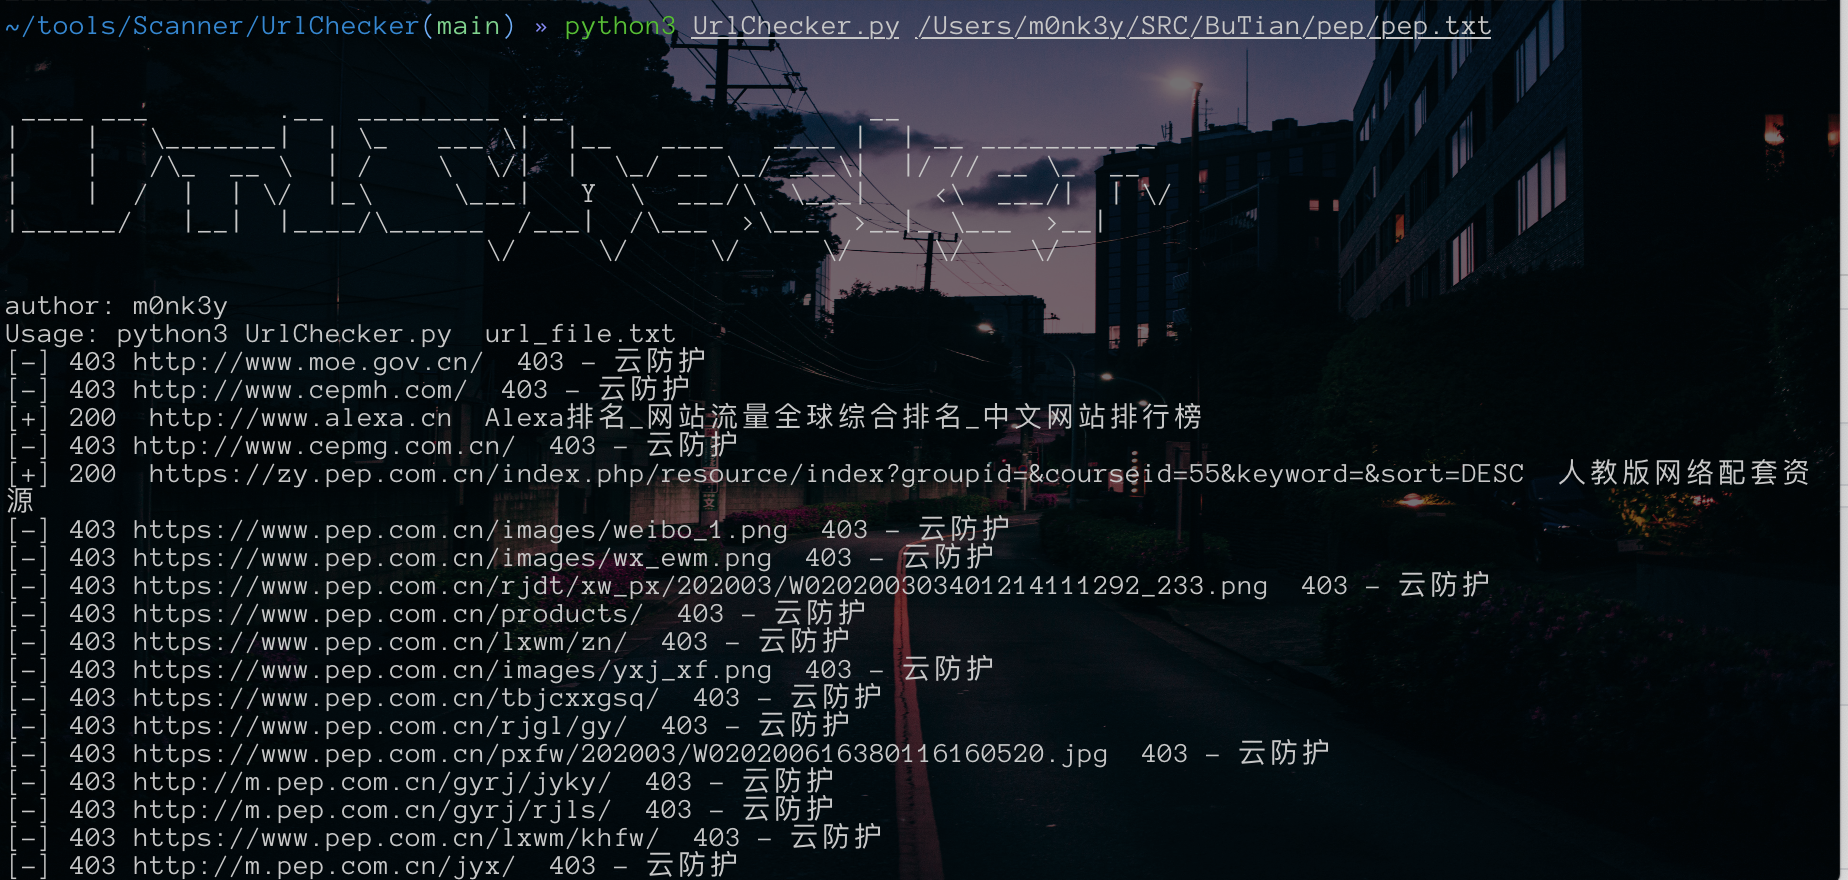 ~/tools/Scanner/UrlChecker(main) » python3 UrlChecker.py /Users/m0nk3y/SRC/BuTian/pep/pep.txt
UrlChecker
author: m0nk3y
Usage: python3 UrlChecker.py  url_file.txt
[-] 403 http://www.moe.gov.cn/  403 - 云防护
[-] 403 http://www.cepmh.com/  403 - 云防护
[+] 200  http://www.alexa.cn  Alexa排名_网站流量全球综合排名_中文网站排行榜
[-] 403 http://www.cepmg.com.cn/  403 - 云防护
[+] 200  https://zy.pep.com.cn/index.php/resource/index?groupid=&courseid=55&keyword=&sort=DESC  人教版网络配套资
源
[-] 403 https://www.pep.com.cn/images/weibo_1.png  403 - 云防护
[-] 403 https://www.pep.com.cn/images/wx_ewm.png  403 - 云防护
[-] 403 https://www.pep.com.cn/rjdt/xw_px/202003/W020200303401214111292_233.png  403 - 云防护
[-] 403 https://www.pep.com.cn/products/  403 - 云防护
[-] 403 https://www.pep.com.cn/lxwm/zn/  403 - 云防护
[-] 403 https://www.pep.com.cn/images/yxj_xf.png  403 - 云防护
[-] 403 https://www.pep.com.cn/tbjcxxgsq/  403 - 云防护
[-] 403 https://www.pep.com.cn/rjgl/gy/  403 - 云防护
[-] 403 https://www.pep.com.cn/pxfw/202003/W020200616380116160520.jpg  403 - 云防护
[-] 403 http://m.pep.com.cn/gyrj/jyky/  403 - 云防护
[-] 403 http://m.pep.com.cn/gyrj/rjls/  403 - 云防护
[-] 403 https://www.pep.com.cn/lxwm/khfw/  403 - 云防护
[-] 403 http://m.pep.com.cn/jyx/  403 - 云防护